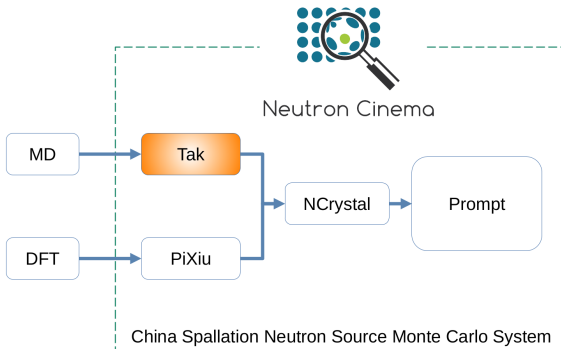 Neutron Cinema
MD
Tak
NCrystal
Prompt
DFT
PiXiu
China Spallation Neutron Source Monte Carlo System